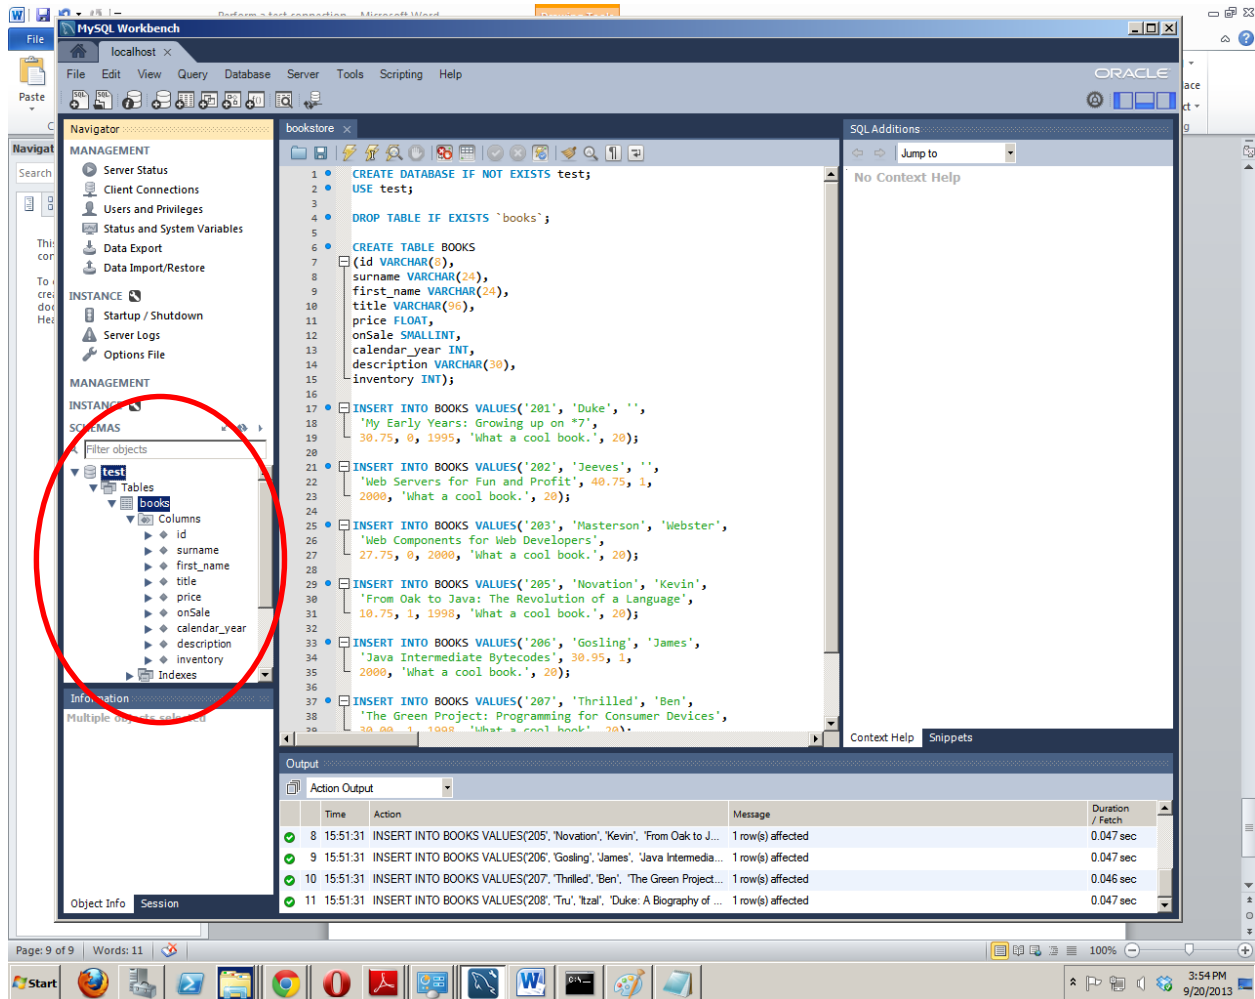 File
Paste
Navigat
Search
MySQL Workbench
localhost
File Edit View Query Database Server Tools Scripting Help
ORACLE
Navigator
MANAGEMENT
Server Status
Client Connections
Users and Privileges
Status and System Variables
Data Export
Data Import/Restore
INSTANCE
Startup / Shutdown
Server Logs
Options File
MANAGEMENT
INSTANCE
SCHEMAS
Filter objects
test
Tables
books
Columns
id
surname
first_name
title
price
onSale
calendar_year
description
inventory
Indexes
Information
Multiple objects selected
Object Info Session
bookstore
1 CREATE DATABASE IF NOT EXISTS test;
2 USE test;
3
4 DROP TABLE IF EXISTS `books`;
5
6 CREATE TABLE BOOKS
7 (id VARCHAR(8),
8 surname VARCHAR(24),
9 first_name VARCHAR(24),
10 title VARCHAR(96),
11 price FLOAT,
12 onSale SMALLINT,
13 calendar_year INT,
14 description VARCHAR(30),
15 inventory INT);
16
17 INSERT INTO BOOKS VALUES('201', 'Duke', '',
18 'My Early Years: Growing up on *7',
19 30.75, 0, 1995, 'What a cool book.', 20);
20
21 INSERT INTO BOOKS VALUES('202', 'Jeeves', '',
22 'Web Servers for Fun and Profit', 40.75, 1,
23 2000, 'What a cool book.', 20);
24
25 INSERT INTO BOOKS VALUES('203', 'Masterson', 'Webster',
26 'Web Components for Web Developers',
27 27.75, 0, 2000, 'What a cool book.', 20);
28
29 INSERT INTO BOOKS VALUES('205', 'Novation', 'Kevin',
30 'From Oak to Java: The Revolution of a Language',
31 10.75, 1, 1998, 'What a cool book.', 20);
32
33 INSERT INTO BOOKS VALUES('206', 'Gosling', 'James',
34 'Java Intermediate Bytecodes', 30.95, 1,
35 2000, 'What a cool book.', 20);
36
37 INSERT INTO BOOKS VALUES('207', 'Thrilled', 'Ben',
38 'The Green Project: Programming for Consumer Devices',
39 30.00, 1, 1998, 'What a cool book', 20);
SQL Additions
Jump to
No Context Help
Context Help Snippets
Output
Action Output
Time Action Message Duration / Fetch
8 15:51:31 INSERT INTO BOOKS VALUES('205', 'Novation', 'Kevin', 'From Oak to J... 1 row(s) affected 0.047 sec
9 15:51:31 INSERT INTO BOOKS VALUES('206', 'Gosling', 'James', 'Java Intermedia... 1 row(s) affected 0.047 sec
10 15:51:31 INSERT INTO BOOKS VALUES('207', 'Thrilled', 'Ben', 'The Green Project... 1 row(s) affected 0.046 sec
11 15:51:31 INSERT INTO BOOKS VALUES('208', 'Tru', 'Itzal', 'Duke: A Biography of ... 1 row(s) affected 0.047 sec
Page: 9 of 9 Words: 11 100%
Start 3:54 PM
9/20/2013